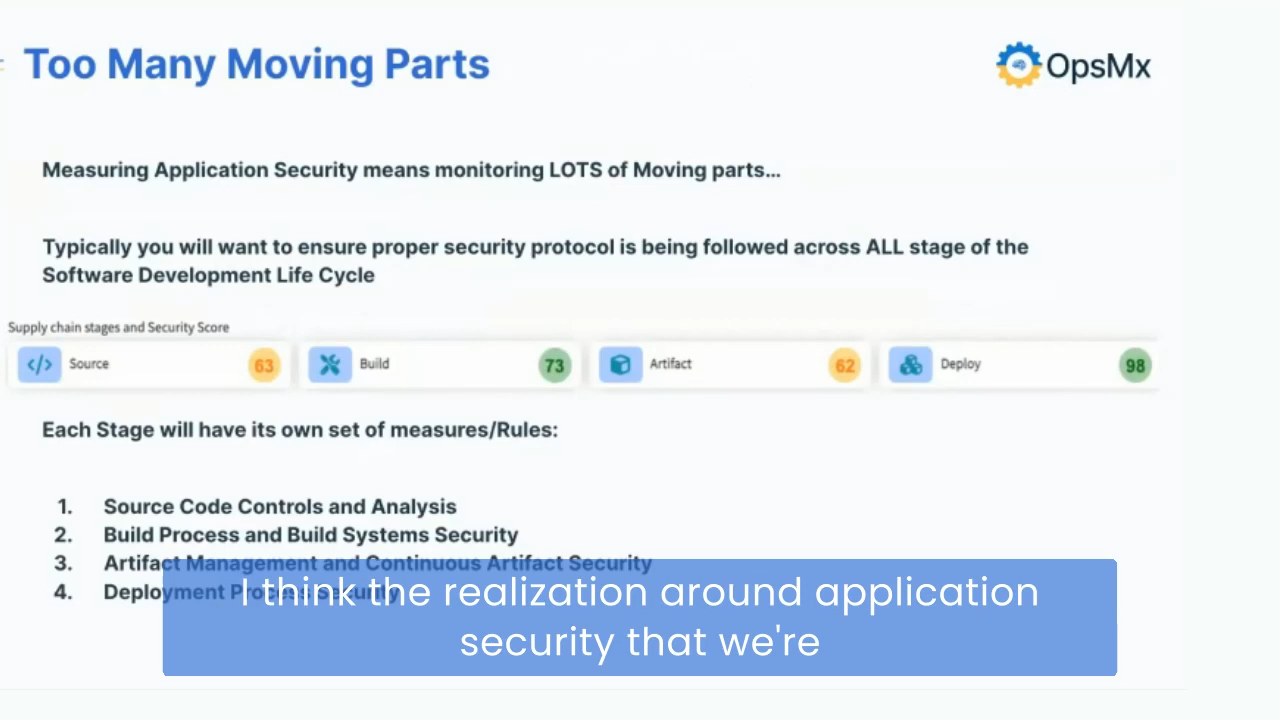 Too Many Moving Parts
OpsMx
Measuring Application Security means monitoring LOTS of Moving parts...
Typically you will want to ensure proper security protocol is being followed across ALL stage of the
Software Development Life Cycle
Supply chain stages and Security Score
</> Source 63 Build 73 Artifact 62 Deploy 98
Each Stage will have its own set of measures/Rules:
1. Source Code Controls and Analysis
2. Build Process and Build Systems Security
3. Artifact Management and Continuous Artifact Security
4. Deployment Process Security
I think the realization around application
security that we're